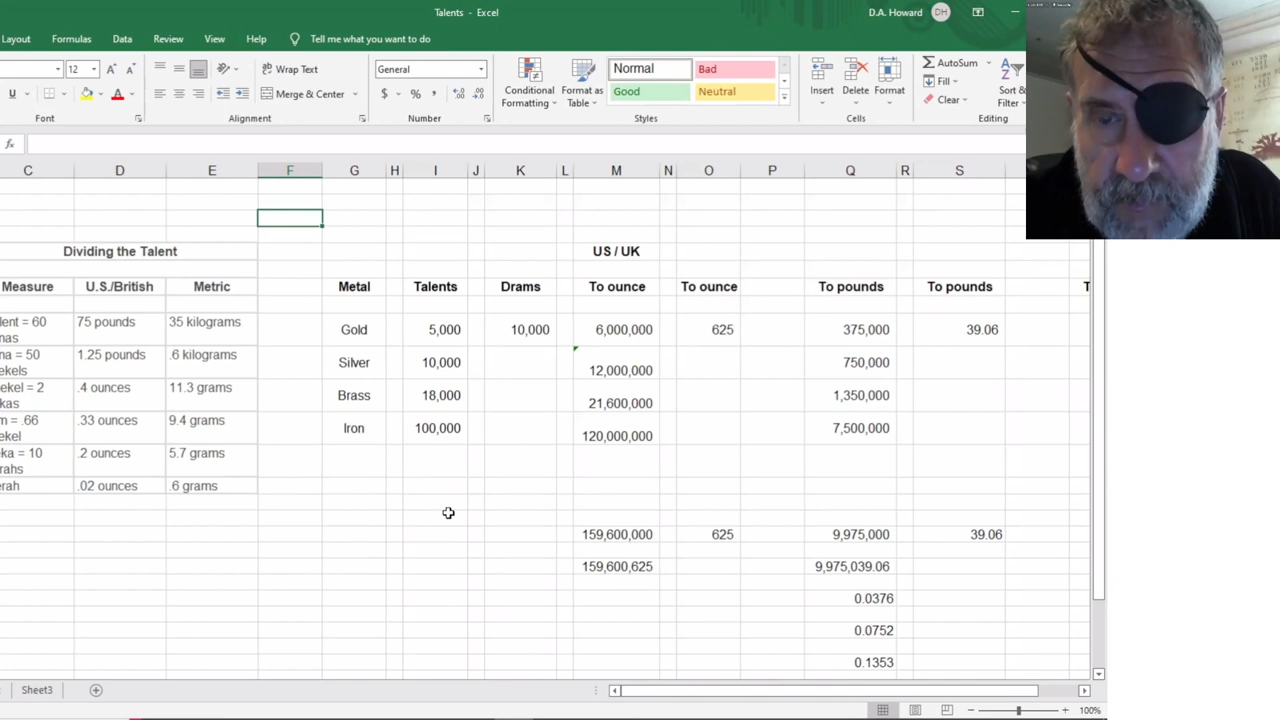 Talents - Excel
D.A. Howard DH
Layout Formulas Data Review View Help Tell me what you want to do
12 A A Wrap Text General Normal Bad AutoSum
U A Merge & Center $ % , Conditional Formatting Format as Table Good Neutral Insert Delete Format Fill Clear Sort & Filter
Font Alignment Number Styles Cells Editing
fx
C D E F G H I J K L M N O P Q R S
Dividing the Talent US / UK
Measure U.S./British Metric Metal Talents Drams To ounce To ounce To pounds To pounds T
lent = 60 75 pounds 35 kilograms Gold 5,000 10,000 6,000,000 625 375,000 39.06
nas
na = 50 1.25 pounds .6 kilograms Silver 10,000 12,000,000 750,000
ekels
ekel = 2 .4 ounces 11.3 grams Brass 18,000 21,600,000 1,350,000
kas
m = .66 .33 ounces 9.4 grams Iron 100,000 120,000,000 7,500,000
ekel
eka = 10 .2 ounces 5.7 grams
rahs
erah .02 ounces .6 grams
159,600,000 625 9,975,000 39.06
159,600,625 9,975,039.06
0.0376
0.0752
0.1353
Sheet3
100%